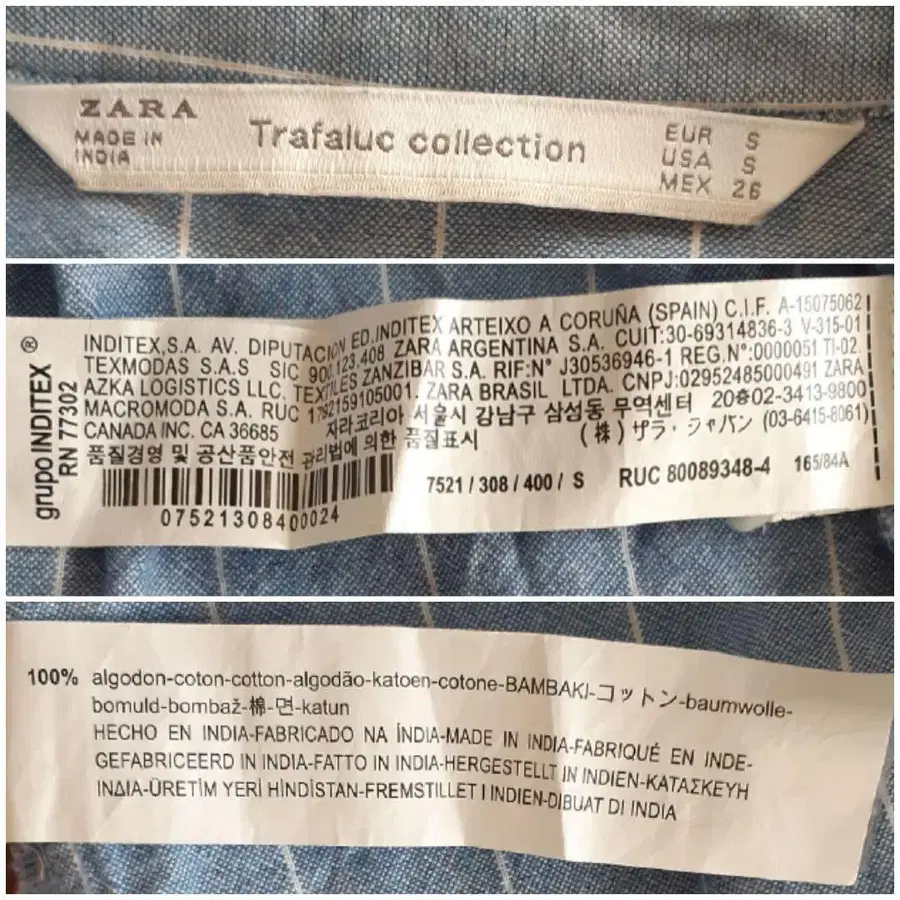 ZARA
MADE IN
INDIA
Trafaluc collection
EUR S
USA S
MEX 26
grupo INDITEX ®
RN 77302
INDITEX,S.A. AV. DIPUTACION ED.INDITEX ARTEIXO A CORUÑA (SPAIN) C.I.F. A-15075062
TEXMODAS S.A.S SIC 900.123.408 ZARA ARGENTINA S.A. CUIT:30-69314836-3 V-315-01
AZKA LOGISTICS LLC, TEXTILES ZANZIBAR S.A. RIF:Nº J30536946-1 REG.Nº:0000051 TI-02.
MACROMODA S.A. RUC 1792159105001. ZARA BRASIL LTDA. CNPJ:02952485000491 ZARA
CANADA INC. CA 36685 자라코리아 서울시 강남구 삼성동 무역센터 20층02-3413-9800
품질경영 및 공산품안전 관리법에 의한 품질표시 (株) ザラ・ジャパン (03-6415-8061)
07521308400024
7521 / 308 / 400 / S RUC 80089348-4 165/84A
100% algodon-coton-cotton-algodão-katoen-cotone-BAMBAKI-コットン-baumwolle-
bomuld-bombaž-棉-면-katun
HECHO EN INDIA-FABRICADO NA ÍNDIA-MADE IN INDIA-FABRIQUÉ EN INDE-
GEFABRICEERD IN INDIA-FATTO IN INDIA-HERGESTELLT IN INDIEN-ΚΑΤΑΣΚΕΥΗ
ΙΝΔΙΑ-ÜRETİM YERİ HİNDİSTAN-FREMSTILLET I INDIEN-DIBUAT DI INDIA